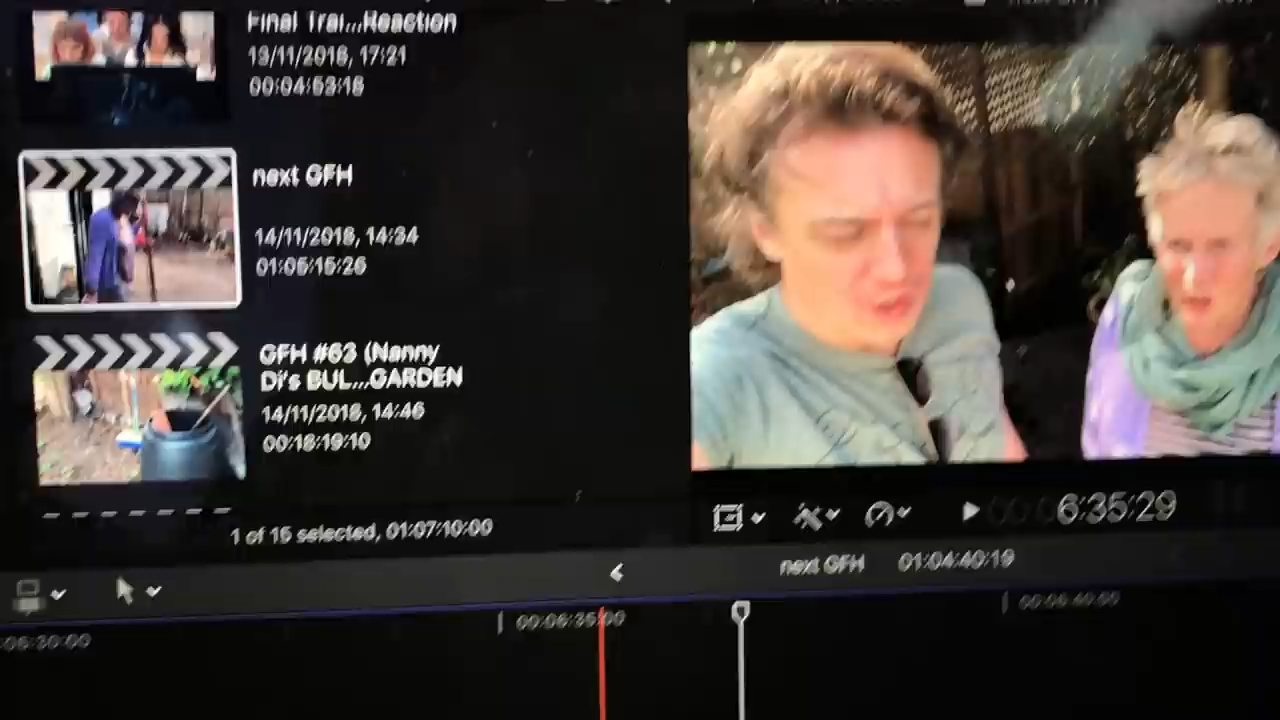 Final Trai...Reaction
13/11/2018, 17:21
00:04:53:18
next GFH
14/11/2018, 14:34
01:05:15:26
GFH #63 (Nanny
Di's BUL...GARDEN
14/11/2018, 14:46
00:18:19:10
1 of 15 selected, 01:07:10:00
6:35:29
next GFH 01:04:40:19
00:06:35:00
00:06:40:00
06:30:00